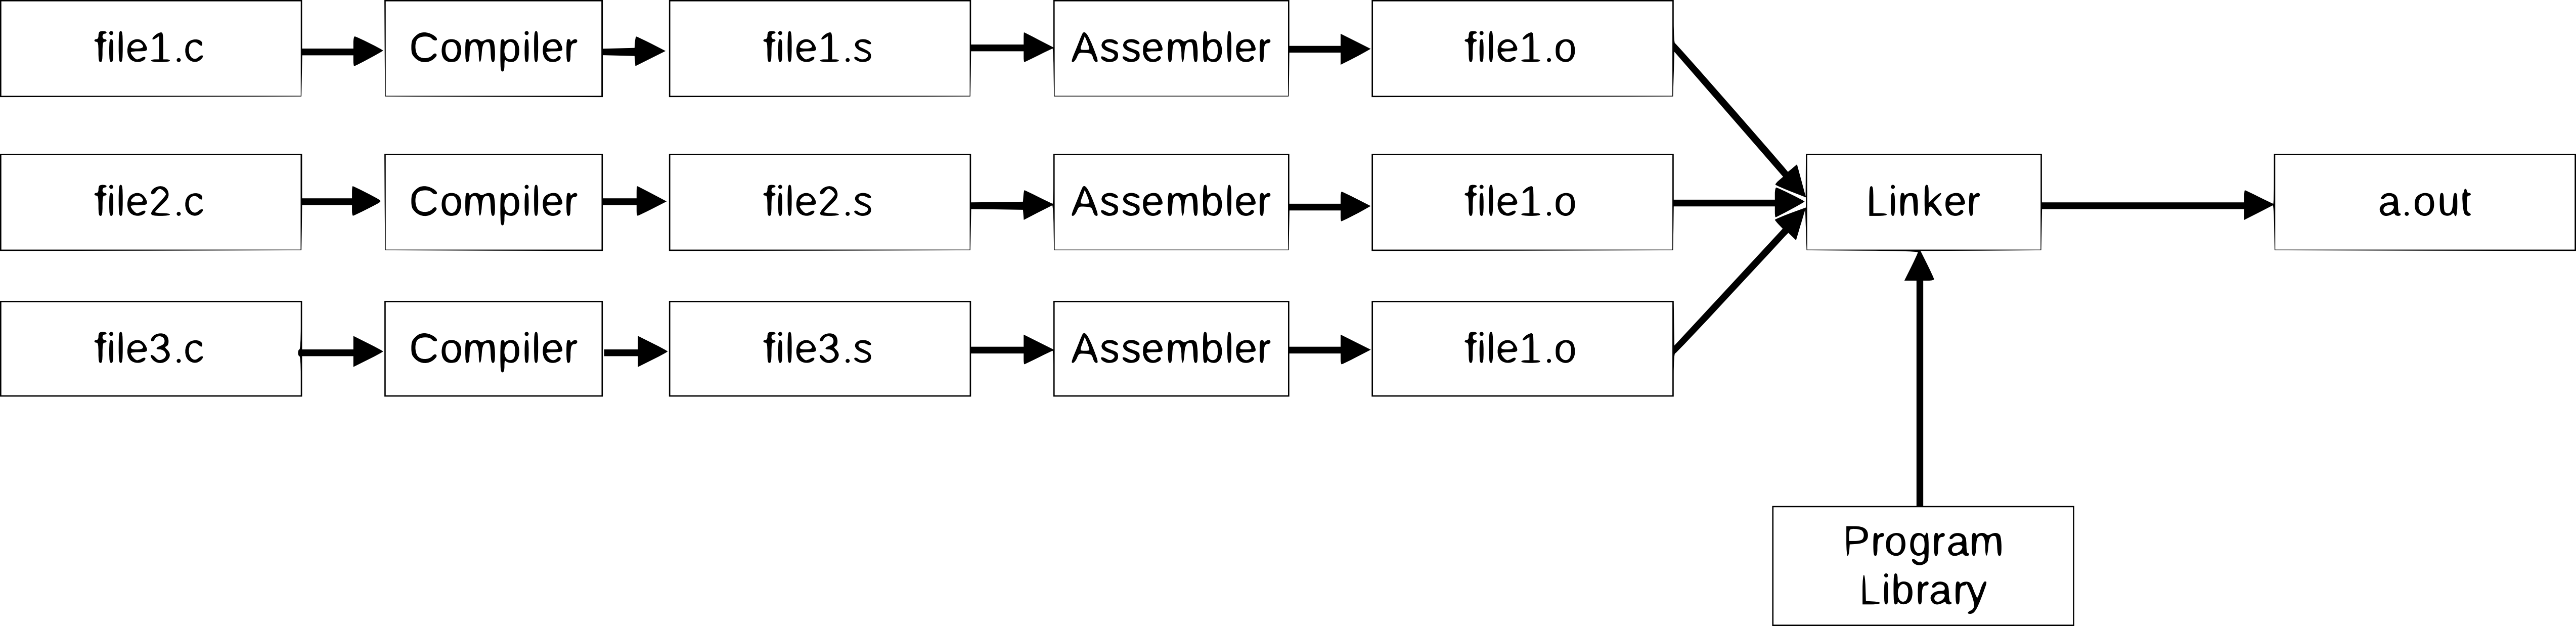 file1.c
Compiler
file1.s
Assembler
file1.o
file2.c
Compiler
file2.s
Assembler
file1.o
Linker
a.out
file3.c
Compiler
file3.s
Assembler
file1.o
Program
Library